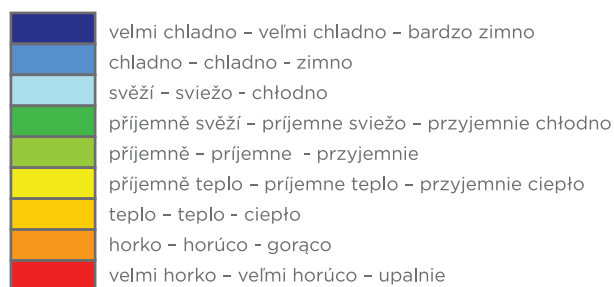 velmi chladno – veľmi chladno – bardzo zimno
chladno – chladno - zimno
svěží – sviežo - chłodno
příjemně svěží – príjemne sviežo – przyjemnie chłodno
příjemně – príjemne - przyjemnie
příjemně teplo – príjemne teplo – przyjemnie ciepło
teplo – teplo - ciepło
horko – horúco - gorąco
velmi horko – veľmi horúco – upalnie